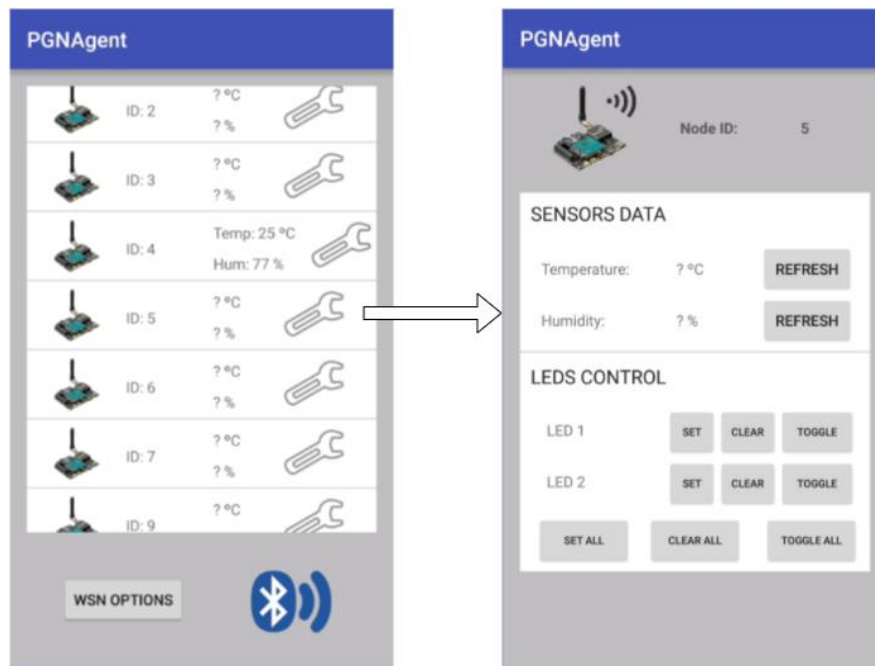 PGNAgent
ID: 2
? ºC
? %
ID: 3
? ºC
? %
ID: 4
Temp: 25 ºC
Hum: 77 %
ID: 5
? ºC
? %
ID: 6
? ºC
? %
ID: 7
? ºC
? %
ID: 9
? ºC
WSN OPTIONS
PGNAgent
Node ID: 5
SENSORS DATA
Temperature: ? ºC REFRESH
Humidity: ? % REFRESH
LEDS CONTROL
LED 1 SET CLEAR TOGGLE
LED 2 SET CLEAR TOGGLE
SET ALL CLEAR ALL TOGGLE ALL